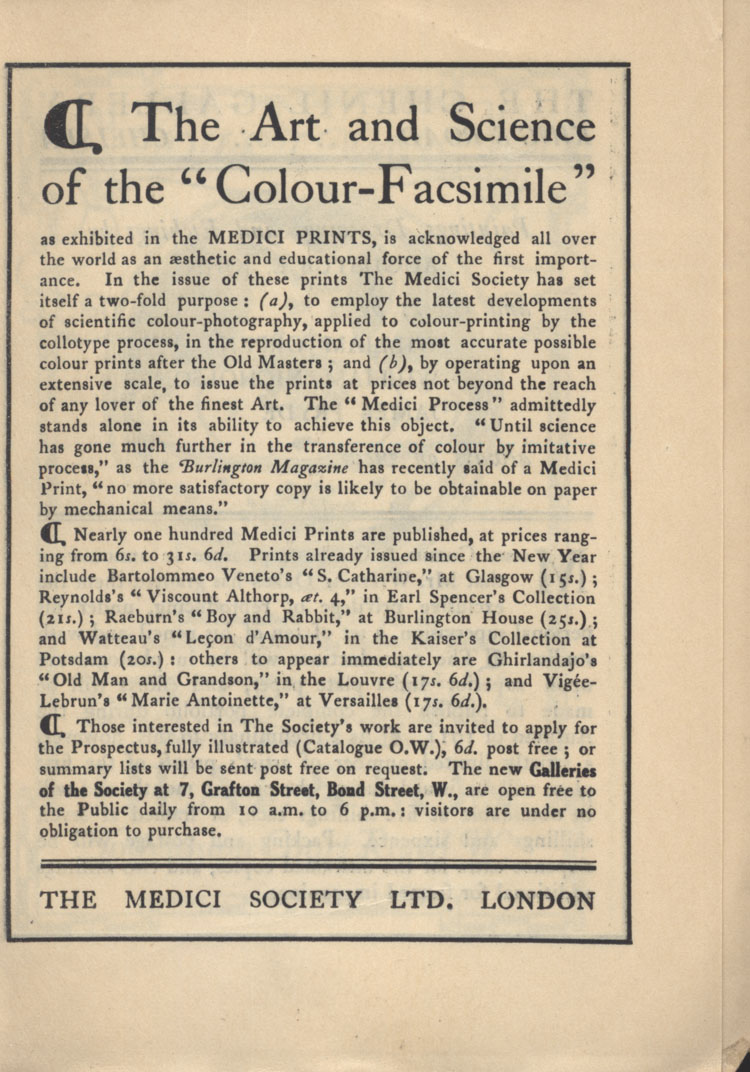 ¶ The Art and Science
of the “Colour-Facsimile”
as exhibited in the MEDICI PRINTS, is acknowledged all over
the world as an æsthetic and educational force of the first import-
ance. In the issue of these prints The Medici Society has set
itself a two-fold purpose : (a), to employ the latest developments
of scientific colour-photography, applied to colour-printing by the
collotype process, in the reproduction of the most accurate possible
colour prints after the Old Masters ; and (b), by operating upon an
extensive scale, to issue the prints at prices not beyond the reach
of any lover of the finest Art. The “Medici Process” admittedly
stands alone in its ability to achieve this object. “Until science
has gone much further in the transference of colour by imitative
process,” as the Burlington Magazine has recently said of a Medici
Print, “no more satisfactory copy is likely to be obtainable on paper
by mechanical means.”
¶ Nearly one hundred Medici Prints are published, at prices rang-
ing from 6s. to 31s. 6d. Prints already issued since the New Year
include Bartolommeo Veneto’s “S. Catharine,” at Glasgow (15s.) ;
Reynolds’s “Viscount Althorp, æt. 4,” in Earl Spencer’s Collection
(21s.) ; Raeburn’s “Boy and Rabbit,” at Burlington House (25s.) ;
and Watteau’s “Leçon d’Amour,” in the Kaiser’s Collection at
Potsdam (20s.) : others to appear immediately are Ghirlandajo’s
“Old Man and Grandson,” in the Louvre (17s. 6d.) ; and Vigée-
Lebrun’s “Marie Antoinette,” at Versailles (17s. 6d.).
¶ Those interested in The Society’s work are invited to apply for
the Prospectus, fully illustrated (Catalogue O.W.), 6d. post free ; or
summary lists will be sent post free on request. The new Galleries
of the Society at 7, Grafton Street, Bond Street, W., are open free to
the Public daily from 10 a.m. to 6 p.m. : visitors are under no
obligation to purchase.
THE MEDICI SOCIETY LTD. LONDON